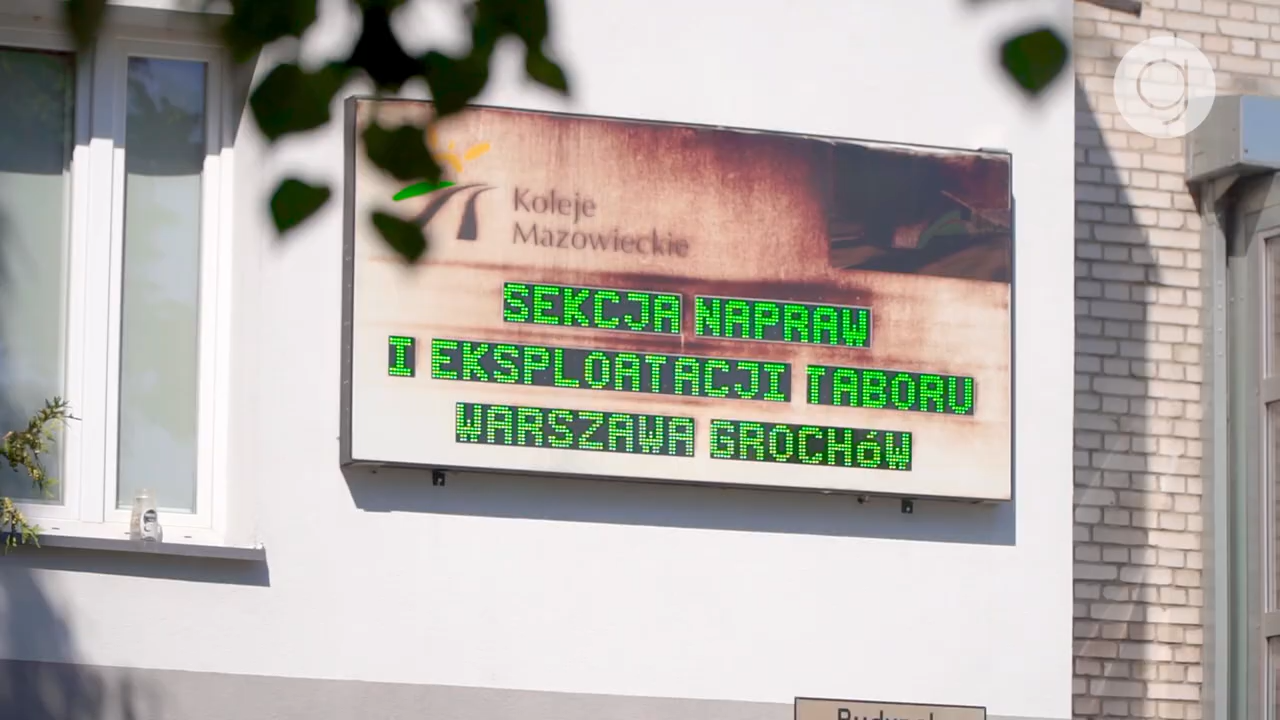 g
Koleje
Mazowieckie
SEKCJA NAPRAW
I EKSPLOATACJI TABORU
WARSZAWA GROCHóW